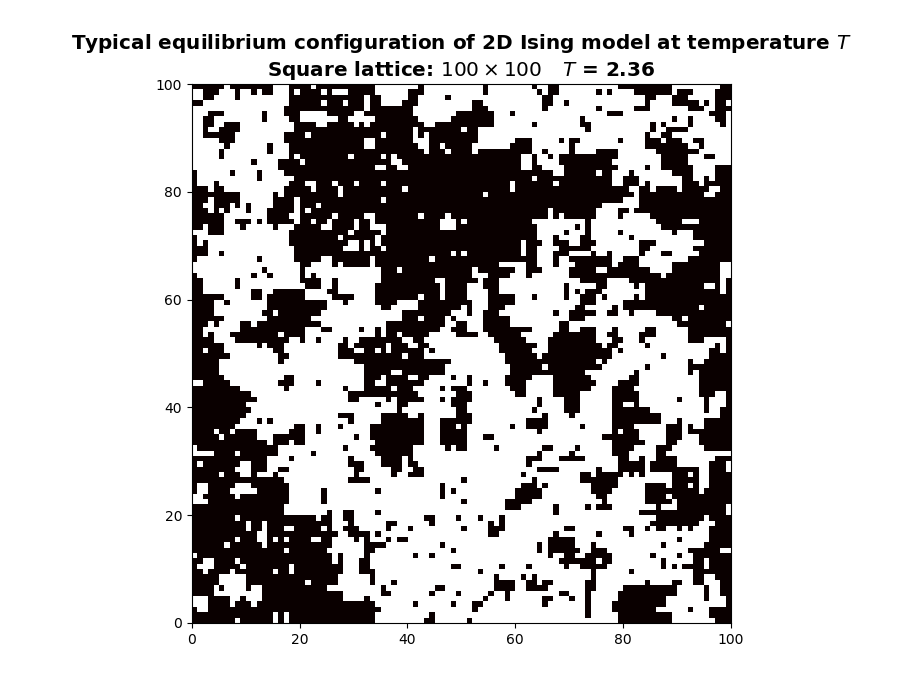 Typical equilibrium configuration of 2D Ising model at temperature T
Square lattice: 100 × 100 T = 2.36
100
80
60
40
20
0
0 20 40 60 80 100